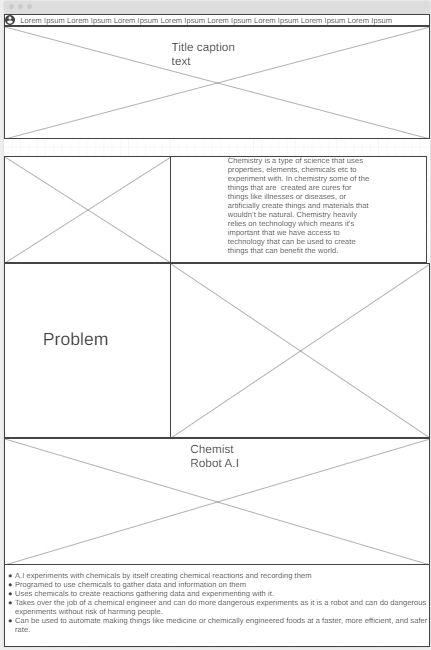 Lorem Ipsum Lorem Ipsum Lorem Ipsum Lorem Ipsum Lorem Ipsum Lorem Ipsum Lorem Ipsum Lorem Ipsum
Title caption
text
Chemistry is a type of science that uses
properties, elements, chemicals etc to
experiment with. In chemistry some of the
things that are  created are cures for
things like illnesses or diseases, or
artificially create things and materials that
wouldn't be natural. Chemistry heavily
relies on technology which mean it's
important that we have access to
technology that can be used to create
things that can benefit the world.
Problem
Chemist
Robot A.I
● A.I experiments with chemicals by itself creating chemical reactions and recording them
● Programed to use chemicals to gather data and information on them
● Uses chemicals to create reactions gathering data and experimenting with it.
● Takes over the job of a chemical engineer and can do more dangerous experiments as it is a robot and can do dangerous
experiments without risk of harming people.
● Can be used to automate making things like medicine or chemically engineered foods at a faster, more efficient, and safer
rate.